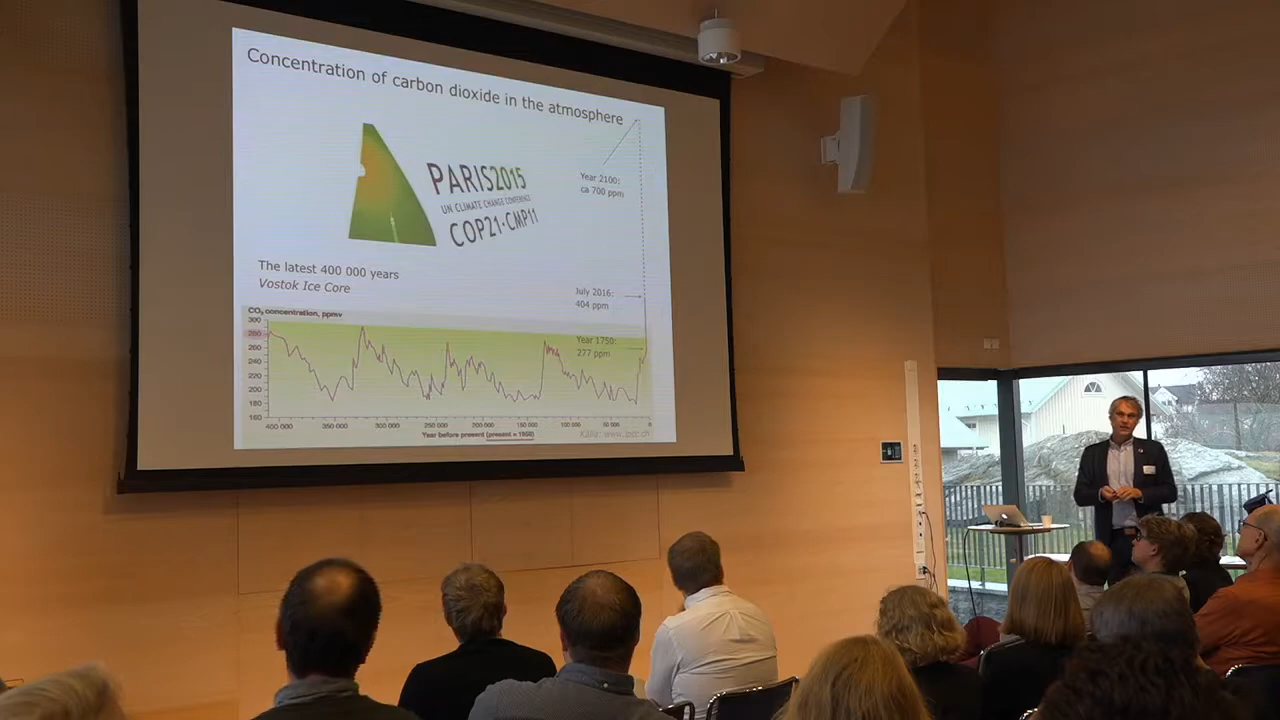 Concentration of carbon dioxide in the atmosphere
PARIS2015
UN CLIMATE CHANGE CONFERENCE
COP21·CMP11
Year 2100:
ca 700 ppm
The latest 400 000 years
Vostok Ice Core
July 2016:
404 ppm
CO₂ concentration, ppmv
Year 1750:
277 ppm
300
280
260
240
220
200
180
160
400 000
350 000
300 000
250 000
200 000
150 000
100 000
50 000
0
Year before present (present = 1950)
Källa: www.ipcc.ch